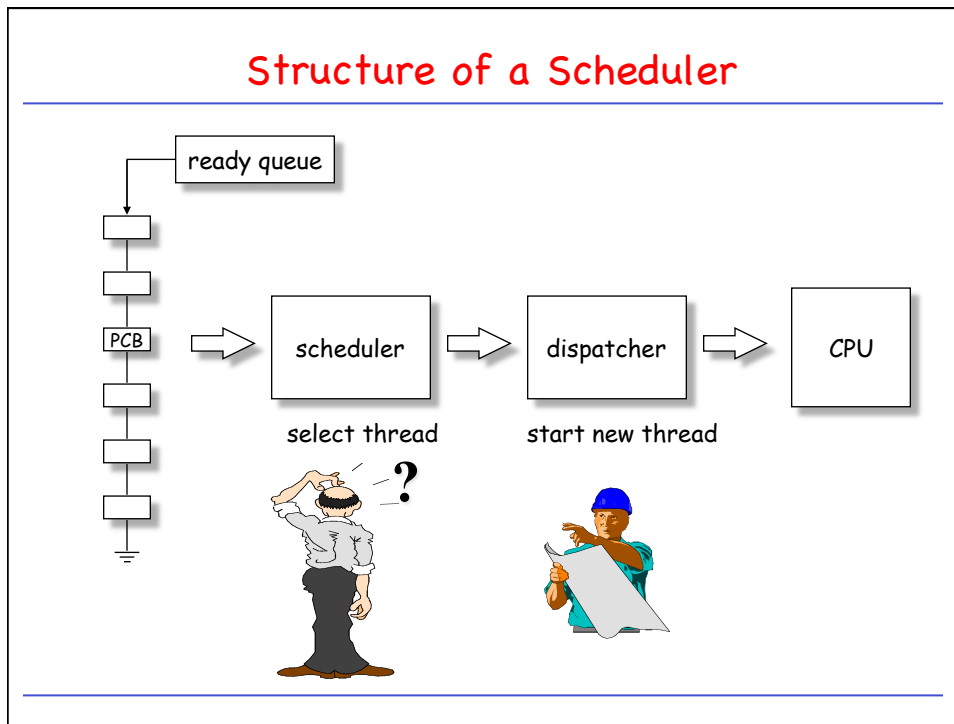 Structure of a Scheduler
ready queue
PCB
scheduler
dispatcher
CPU
select thread
start new thread
?